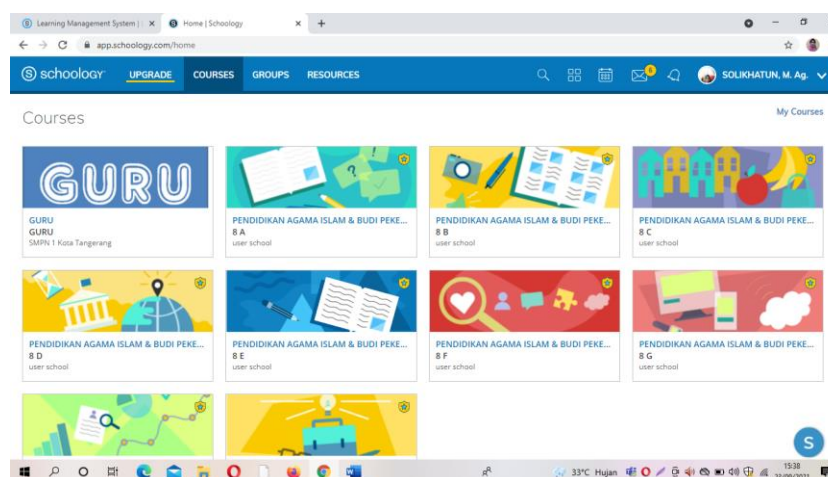 Learning Management System |
Home | Schoology
app.schoology.com/home
S schoology
UPGRADE
COURSES
GROUPS
RESOURCES
6
SOLIKHATUN, M. Ag.
Courses
My Courses
GURU
GURU
GURU
SMPN 1 Kota Tangerang
PENDIDIKAN AGAMA ISLAM & BUDI PEKE...
8 A
user school
PENDIDIKAN AGAMA ISLAM & BUDI PEKE...
8 B
user school
PENDIDIKAN AGAMA ISLAM & BUDI PEKE...
8 C
user school
PENDIDIKAN AGAMA ISLAM & BUDI PEKE...
8 D
user school
PENDIDIKAN AGAMA ISLAM & BUDI PEKE...
8 E
user school
PENDIDIKAN AGAMA ISLAM & BUDI PEKE...
8 F
user school
PENDIDIKAN AGAMA ISLAM & BUDI PEKE...
8 G
user school
S
33°C Hujan
15:38